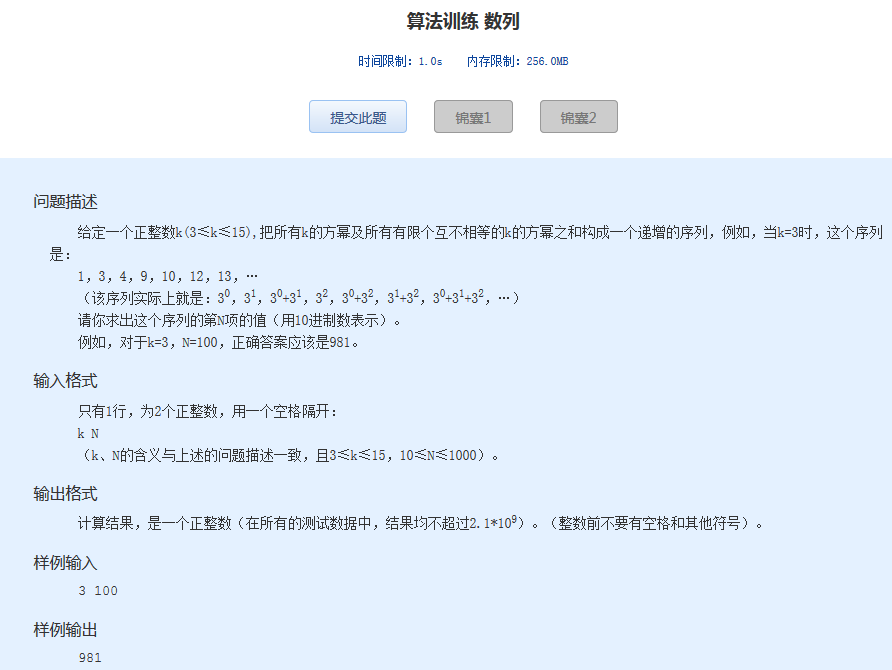 算法训练 数列
时间限制：1.0s 内存限制：256.0MB
提交此题 锦囊1 锦囊2
问题描述
给定一个正整数k(3≤k≤15),把所有k的方幂及所有有限个互不相等的k的方幂之和构成一个递增的序列，例如，当k=3时，这个序列
是：
1，3，4，9，10，12，13，…
（该序列实际上就是：3⁰，3¹，3⁰+3¹，3²，3⁰+3²，3¹+3²，3⁰+3¹+3²，…）
请你求出这个序列的第N项的值（用10进制数表示）。
例如，对于k=3，N=100，正确答案应该是981。
输入格式
只有1行，为2个正整数，用一个空格隔开：
k N
（k、N的含义与上述的问题描述一致，且3≤k≤15，10≤N≤1000）。
输出格式
计算结果，是一个正整数（在所有的测试数据中，结果均不超过2.1*10⁹）。（整数前不要有空格和其他符号）。
样例输入
3 100
样例输出
981